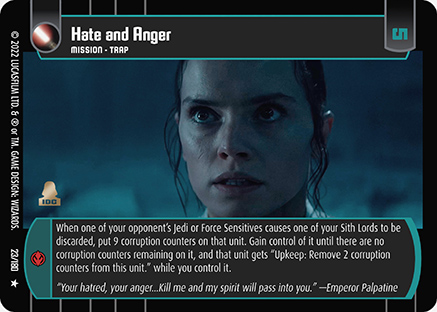 Hate and Anger
MISSION • TRAP
5
100
When one of your opponent's Jedi or Force Sensitives causes one of your Sith Lords to be
discarded, put 9 corruption counters on that unit. Gain control of it until there are no
corruption counters remaining on it, and that unit gets "Upkeep: Remove 2 corruption
counters from this unit." while you control it.
"Your hatred, your anger...Kill me and my spirit will pass into you." —Emperor Palpatine
©2022 LUCASFILM LTD. & ® or ™ GAME DESIGN: WIZARDS.
23/180 ★